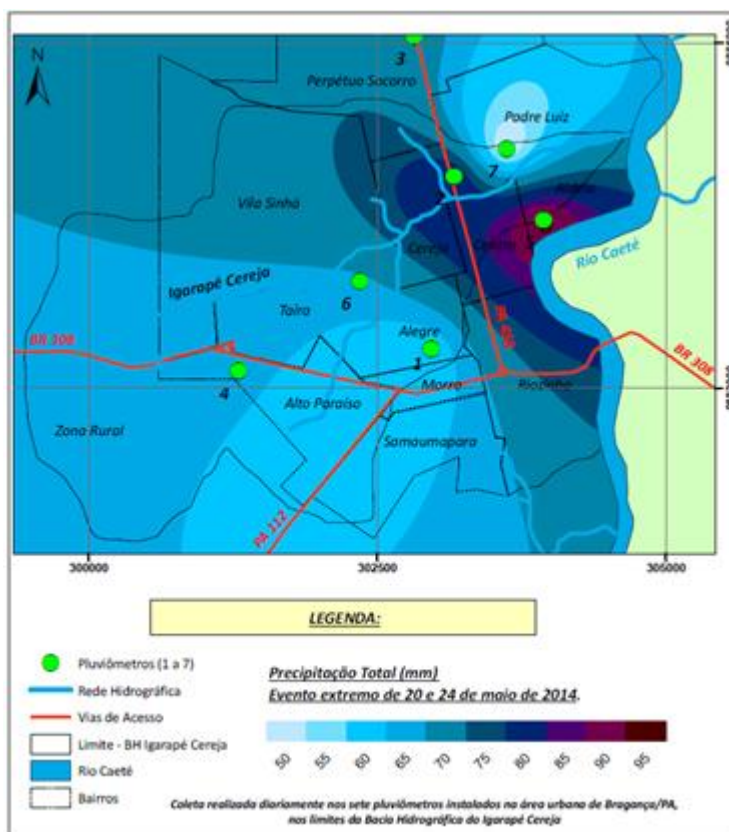 N
3
Perpétuo Socorro
Padre Luiz
7
2
Vila Sinhá
Cereja
Rio Caeté
Igarapé Cereja
6
Taíra
PA 450
BR 308
Alegre
1
BR 308
4
Morro
Riozinho
Alto Paraíso
Zona Rural
Samaumapara
PA 112
300000
302500
305000
LEGENDA:
Pluviômetros (1 a 7)
Rede Hidrográfica
Vias de Acesso
Limite - BH Igarapé Cereja
Rio Caeté
Bairros
Precipitação Total (mm)
Evento extremo de 20 e 24 de maio de 2014.
50 55 60 65 70 75 80 85 90 95
Coleta realizada diariamente nos sete pluviômetros instalados na área urbana de Bragança/PA,
nos limites da Bacia Hidrográfica do Igarapé Cereja